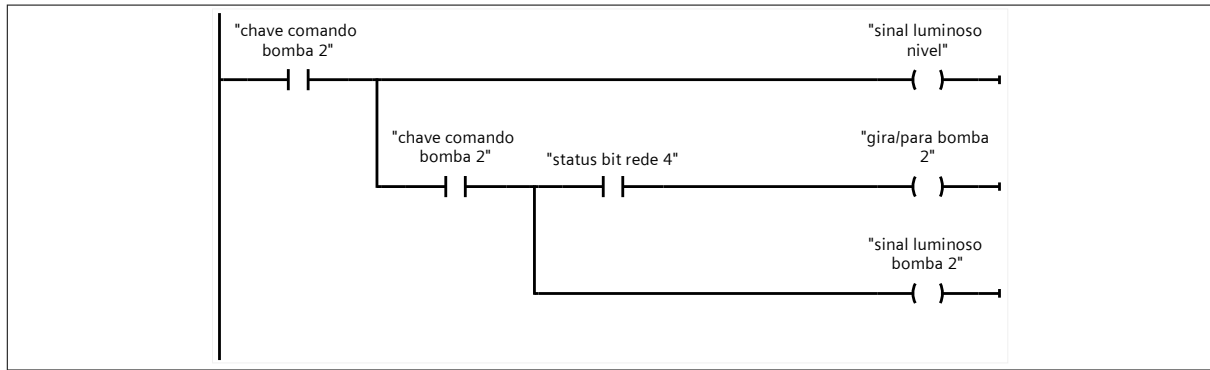 "chave comando
bomba 2"
"sinal luminoso
nivel"
"chave comando
bomba 2"
"status bit rede 4"
"gira/para bomba
2"
"sinal luminoso
bomba 2"